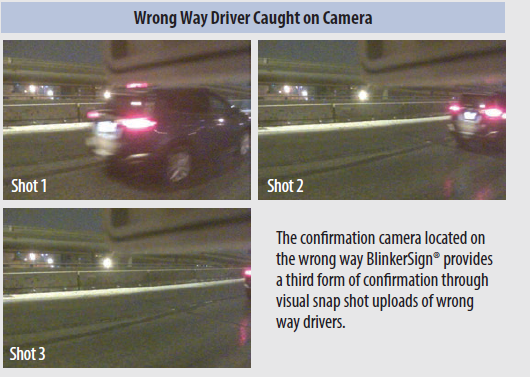 Wrong Way Driver Caught on Camera
Shot 1
Shot 2
Shot 3
The confirmation camera located on
the wrong way BlinkerSign® provides
a third form of confirmation through
visual snap shot uploads of wrong
way drivers.